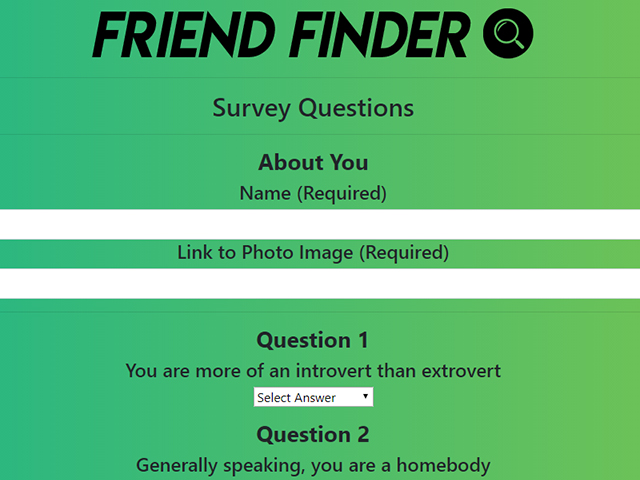 FRIEND FINDER
Survey Questions
About You
Name (Required)
Link to Photo Image (Required)
Question 1
You are more of an introvert than extrovert
Select Answer
Question 2
Generally speaking, you are a homebody